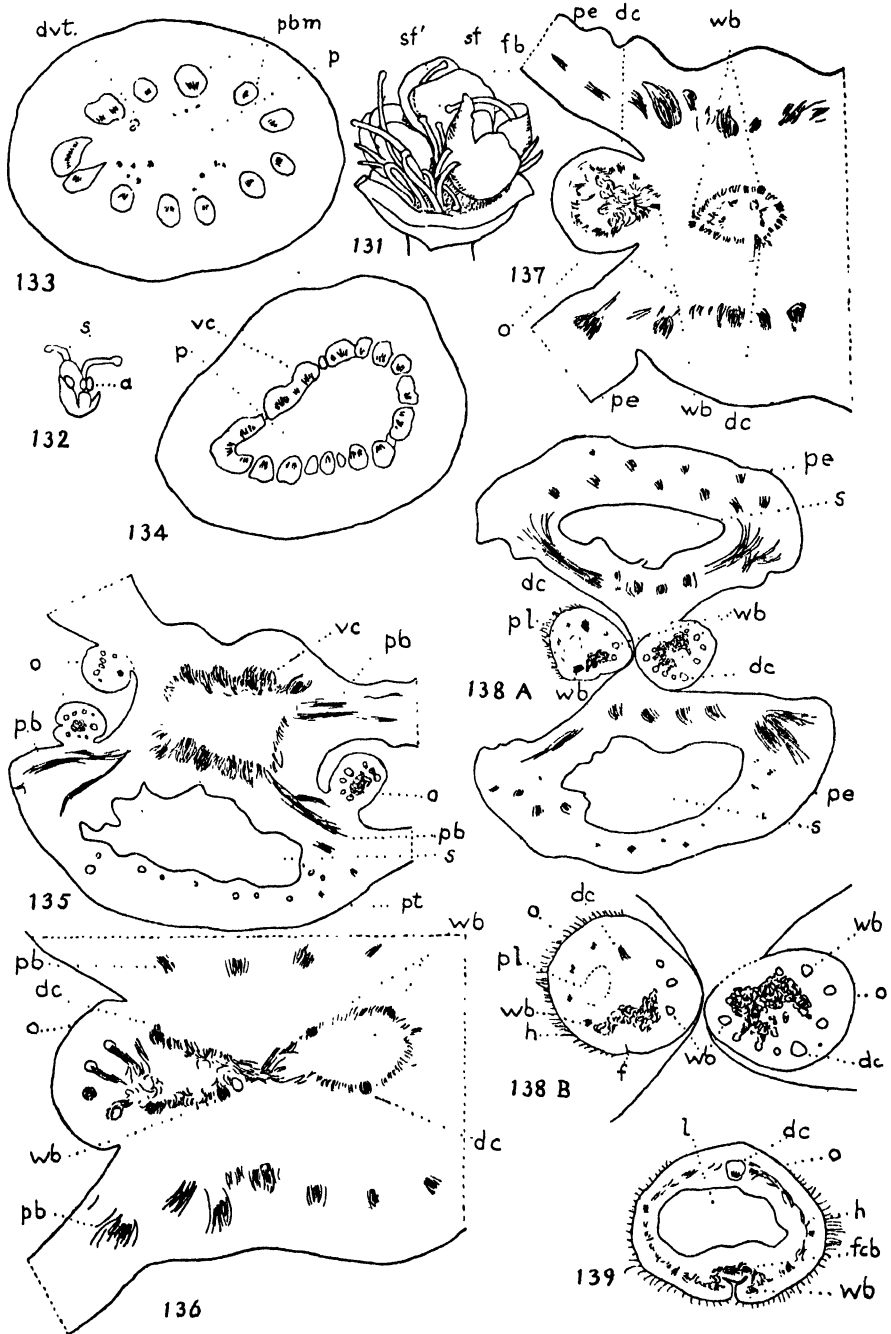 dvt. pbm p
133
sf' st fb
131
pe dc wb
137
o pe wb dc
s a
132
vc p
134
pe s
dc
pl wb
wb dc
138 A
pe
s
vc
pb
o
pb
o
pb
s
pt
135
wb
pb
dc
o
wb dc
pb
136
dc
o wb
pl o
wb
h f wb dc
138 B
l dc o
h
fcb
wb
139